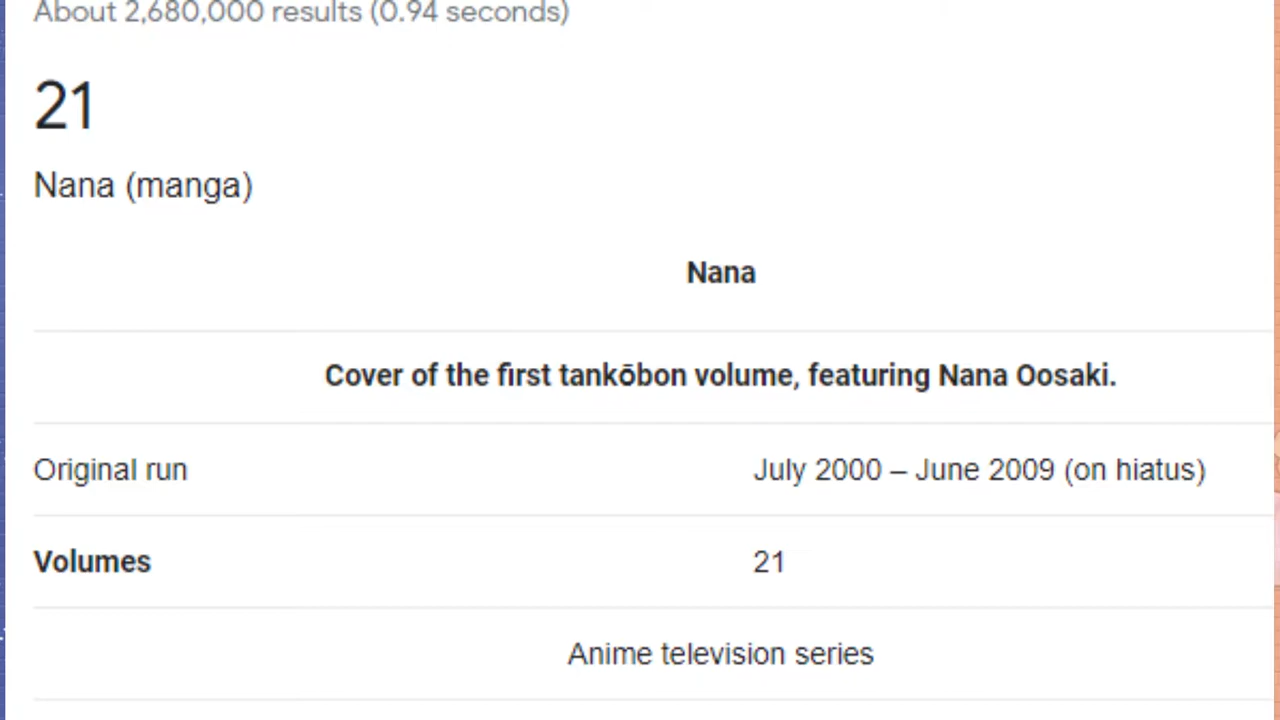 About 2,680,000 results (0.94 seconds)
21
Nana (manga)
Nana
Cover of the first tankōbon volume, featuring Nana Oosaki.
Original run July 2000 – June 2009 (on hiatus)
Volumes 21
Anime television series